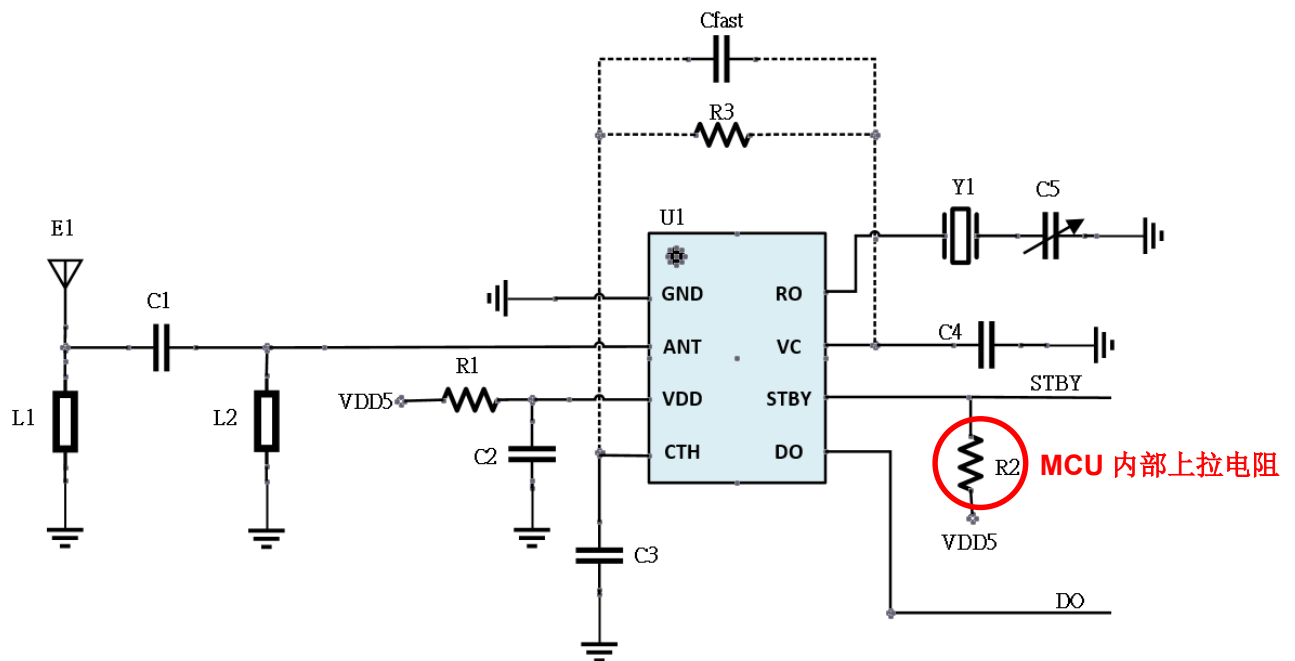 Cfast
R3
Y1
C5
E1
U1
C1
GND
RO
ANT
VC
C4
R1
STBY
VDD5
VDD
STBY
L1
L2
C2
CTH
DO
R2
MCU 内部上拉电阻
VDD5
C3
DO